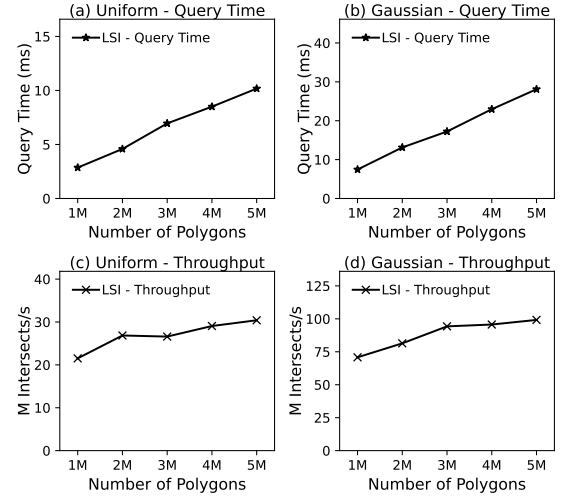 (a) Uniform - Query Time
15
10
5
0
Query Time (ms)
LSI - Query Time
1M 2M 3M 4M 5M
Number of Polygons
(b) Gaussian - Query Time
40
30
20
10
0
Query Time (ms)
LSI - Query Time
1M 2M 3M 4M 5M
Number of Polygons
(c) Uniform - Throughput
40
30
20
10
0
M Intersects/s
LSI - Throughput
1M 2M 3M 4M 5M
Number of Polygons
(d) Gaussian - Throughput
125
100
75
50
25
0
M Intersects/s
LSI - Throughput
1M 2M 3M 4M 5M
Number of Polygons